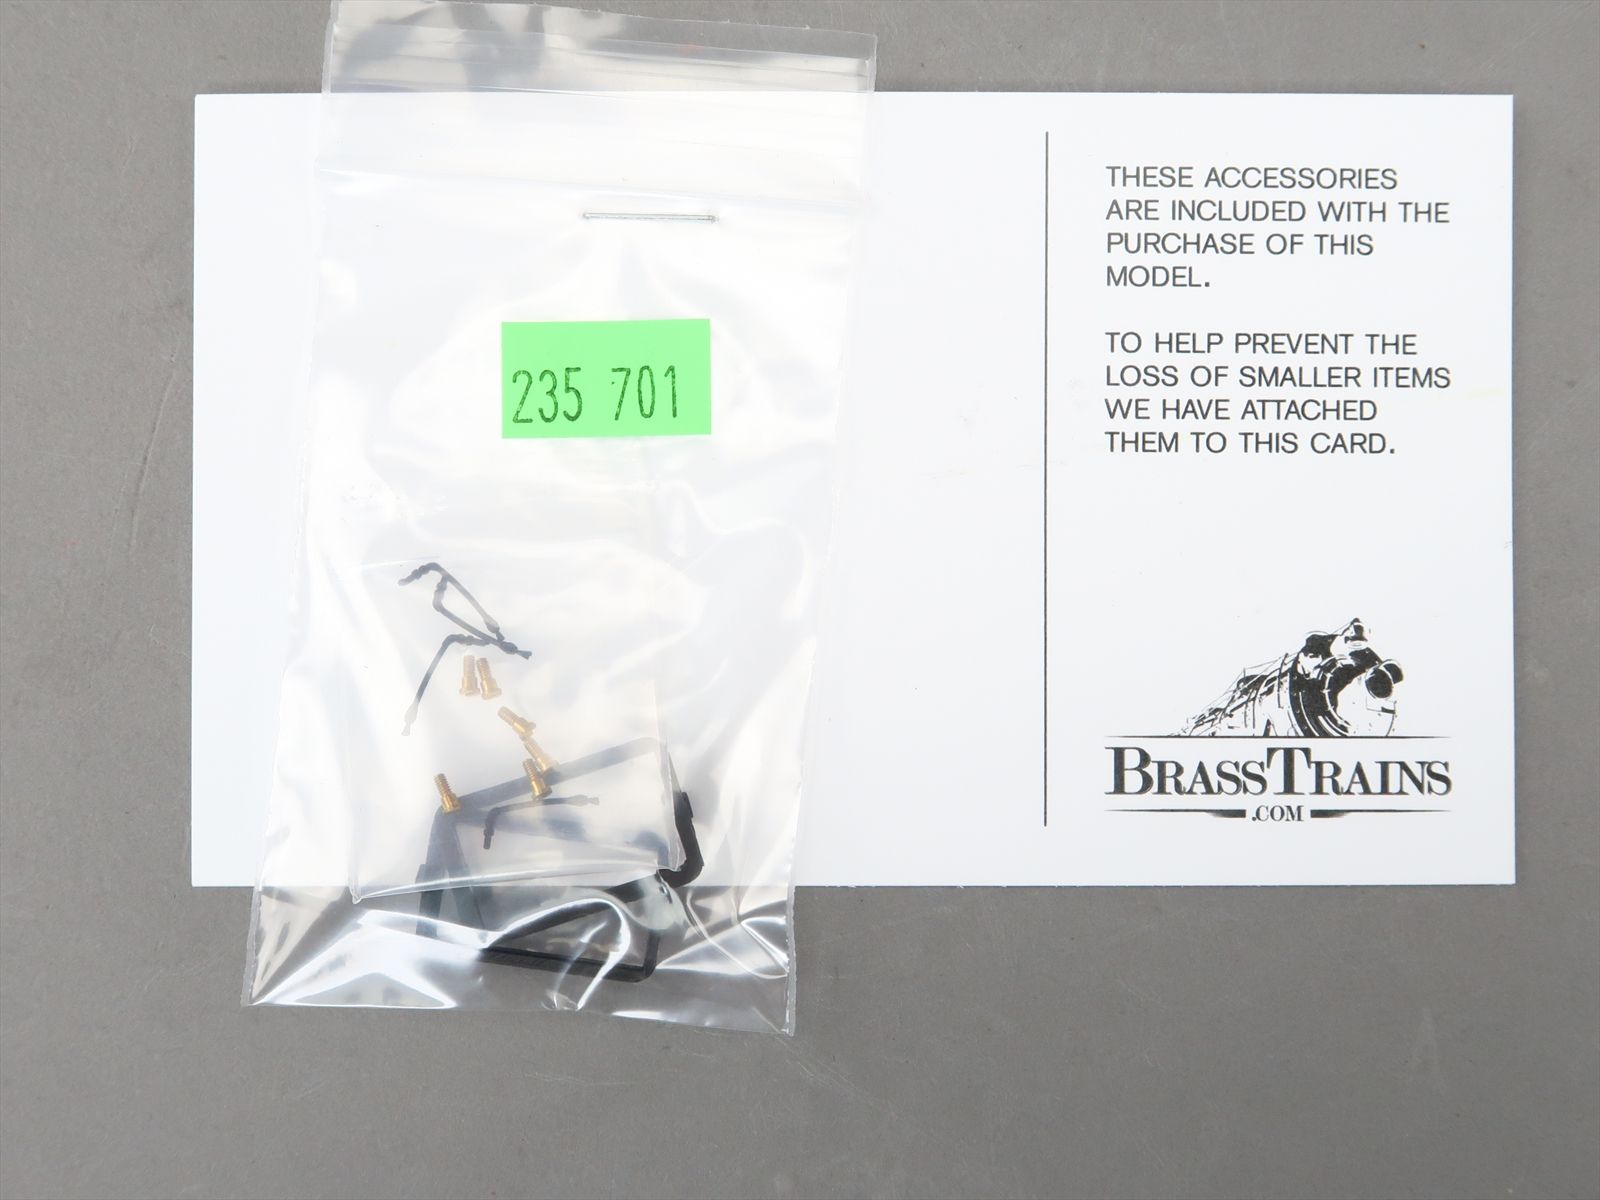 235 701
THESE ACCESSORIES
ARE INCLUDED WITH THE
PURCHASE OF THIS
MODEL.
TO HELP PREVENT THE
LOSS OF SMALLER ITEMS
WE HAVE ATTACHED
THEM TO THIS CARD.
BRASSTRAINS
.COM